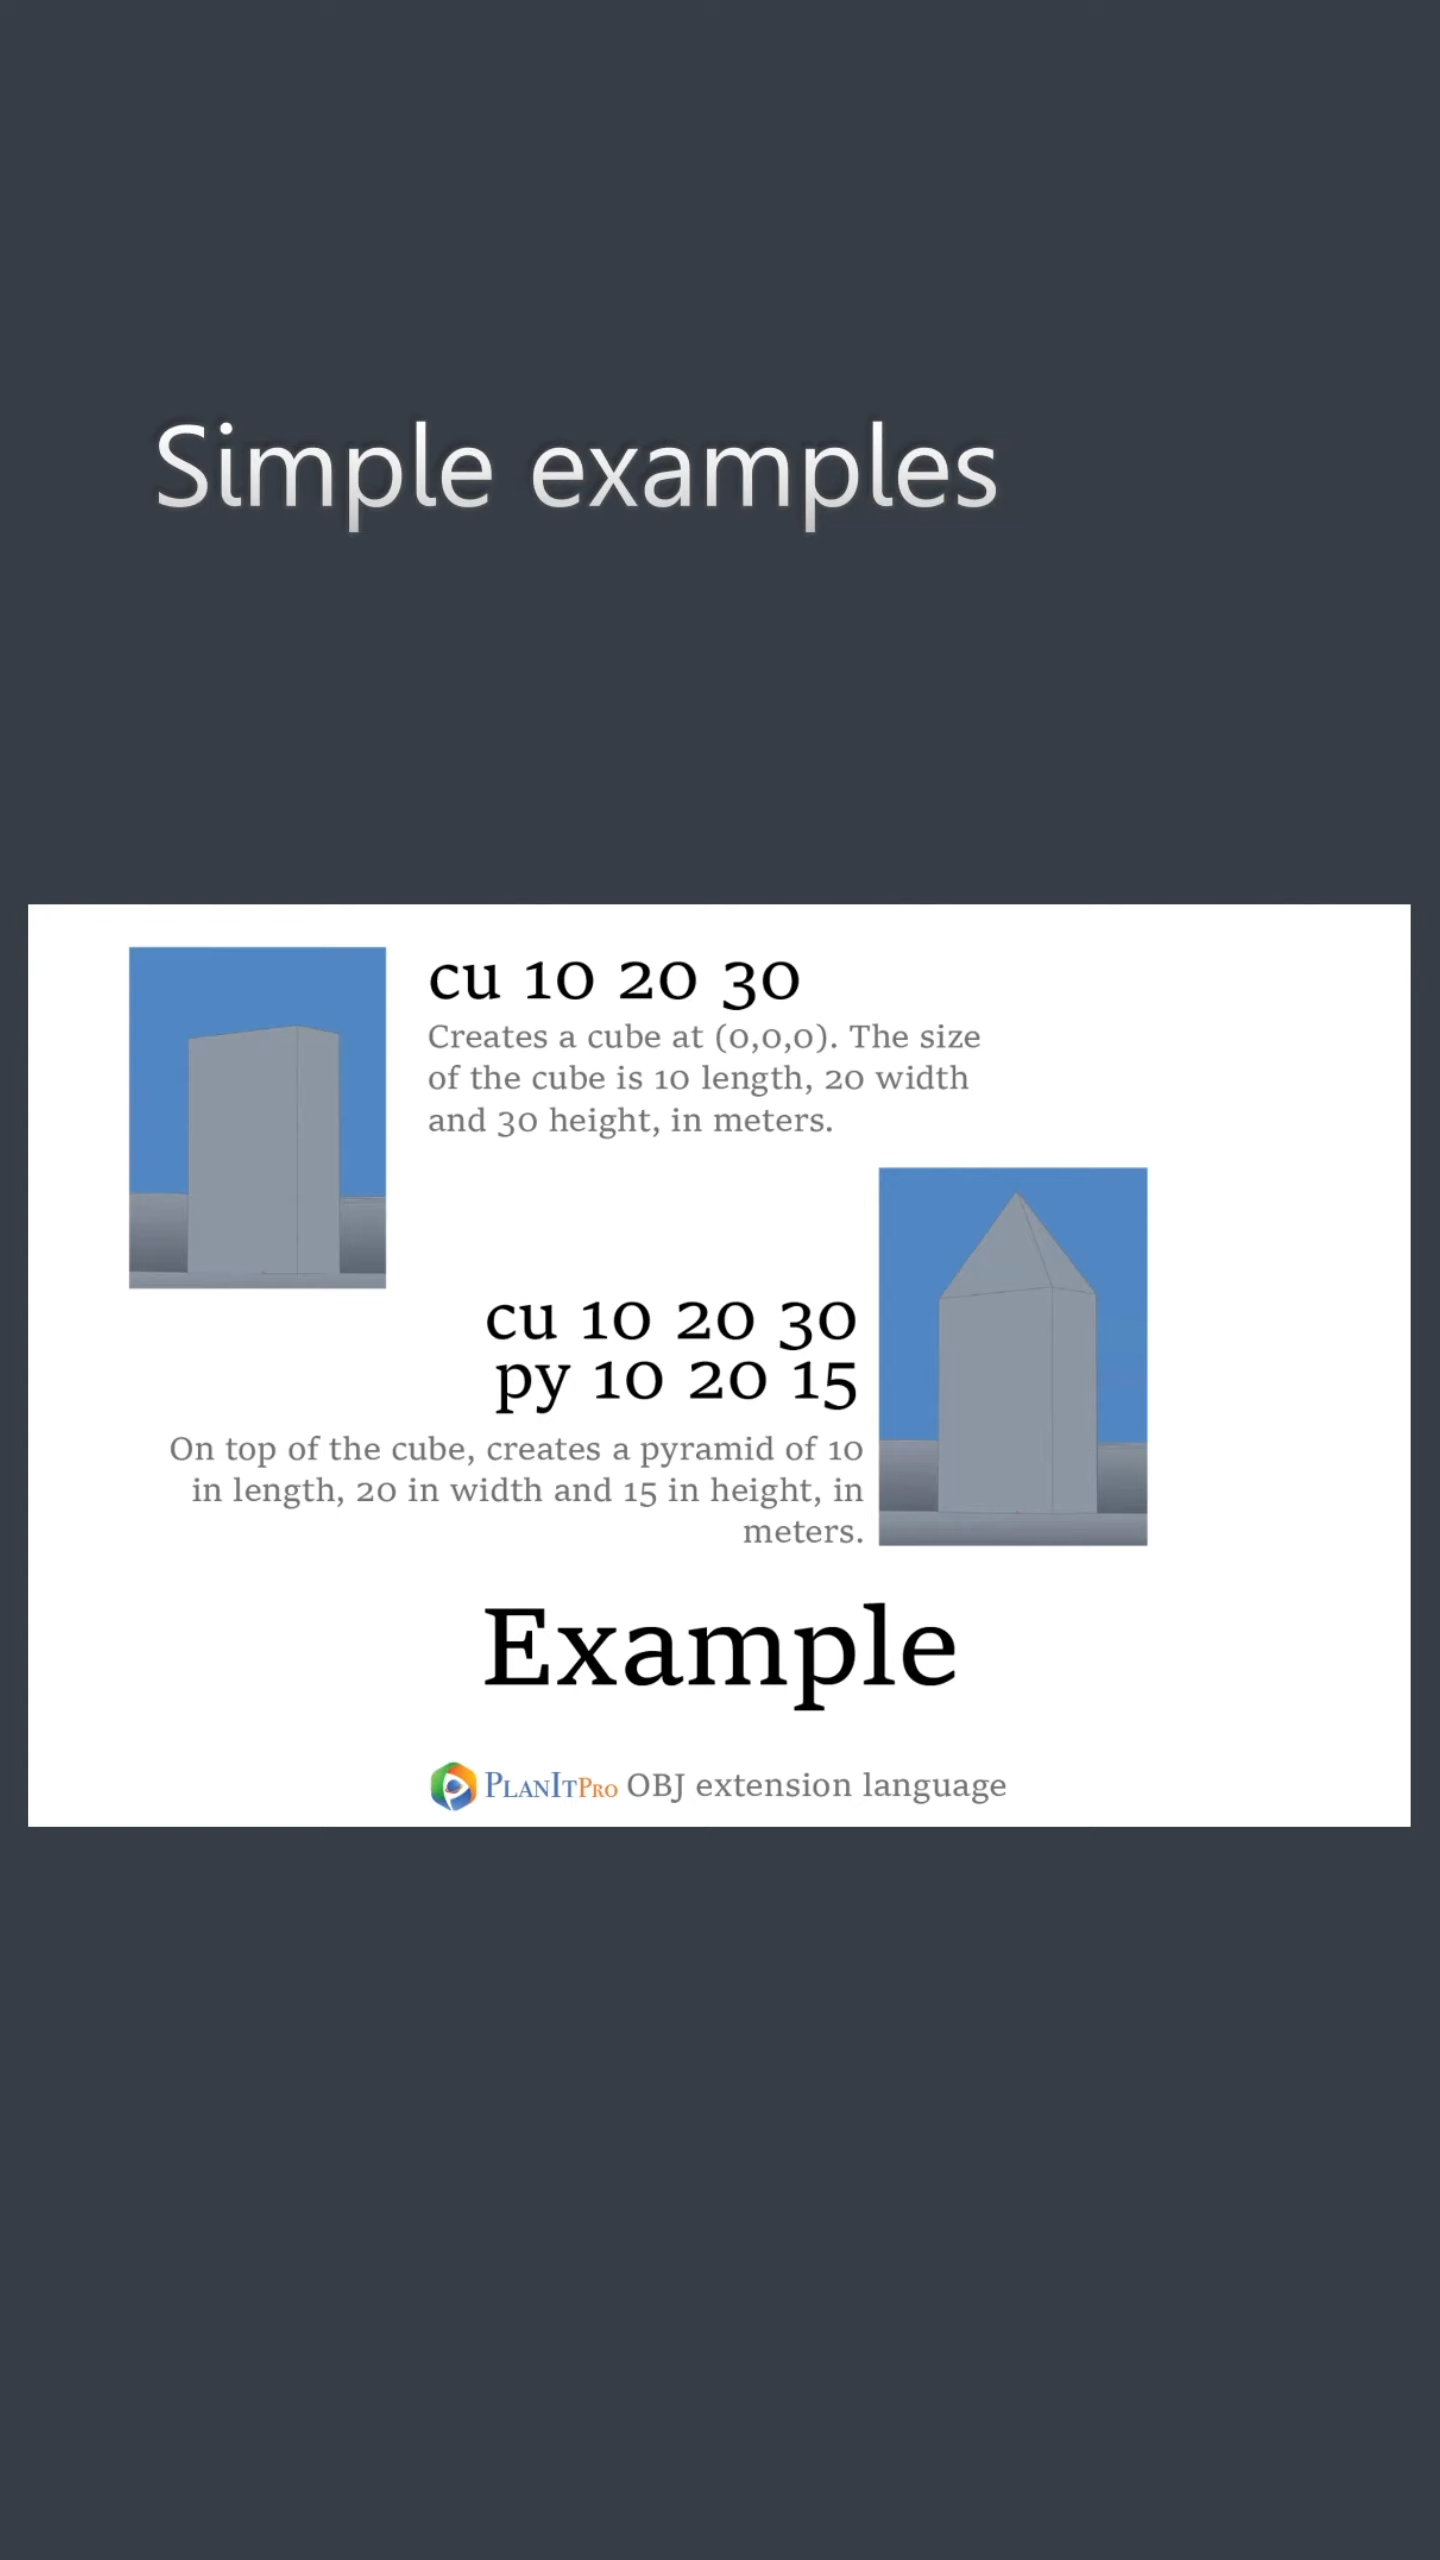 Simple examples
cu 10 20 30
Creates a cube at (0,0,0). The size
of the cube is 10 length, 20 width
and 30 height, in meters.
cu 10 20 30
py 10 20 15
On top of the cube, creates a pyramid of 10
in length, 20 in width and 15 in height, in
meters.
Example
PlanItPro OBJ extension language